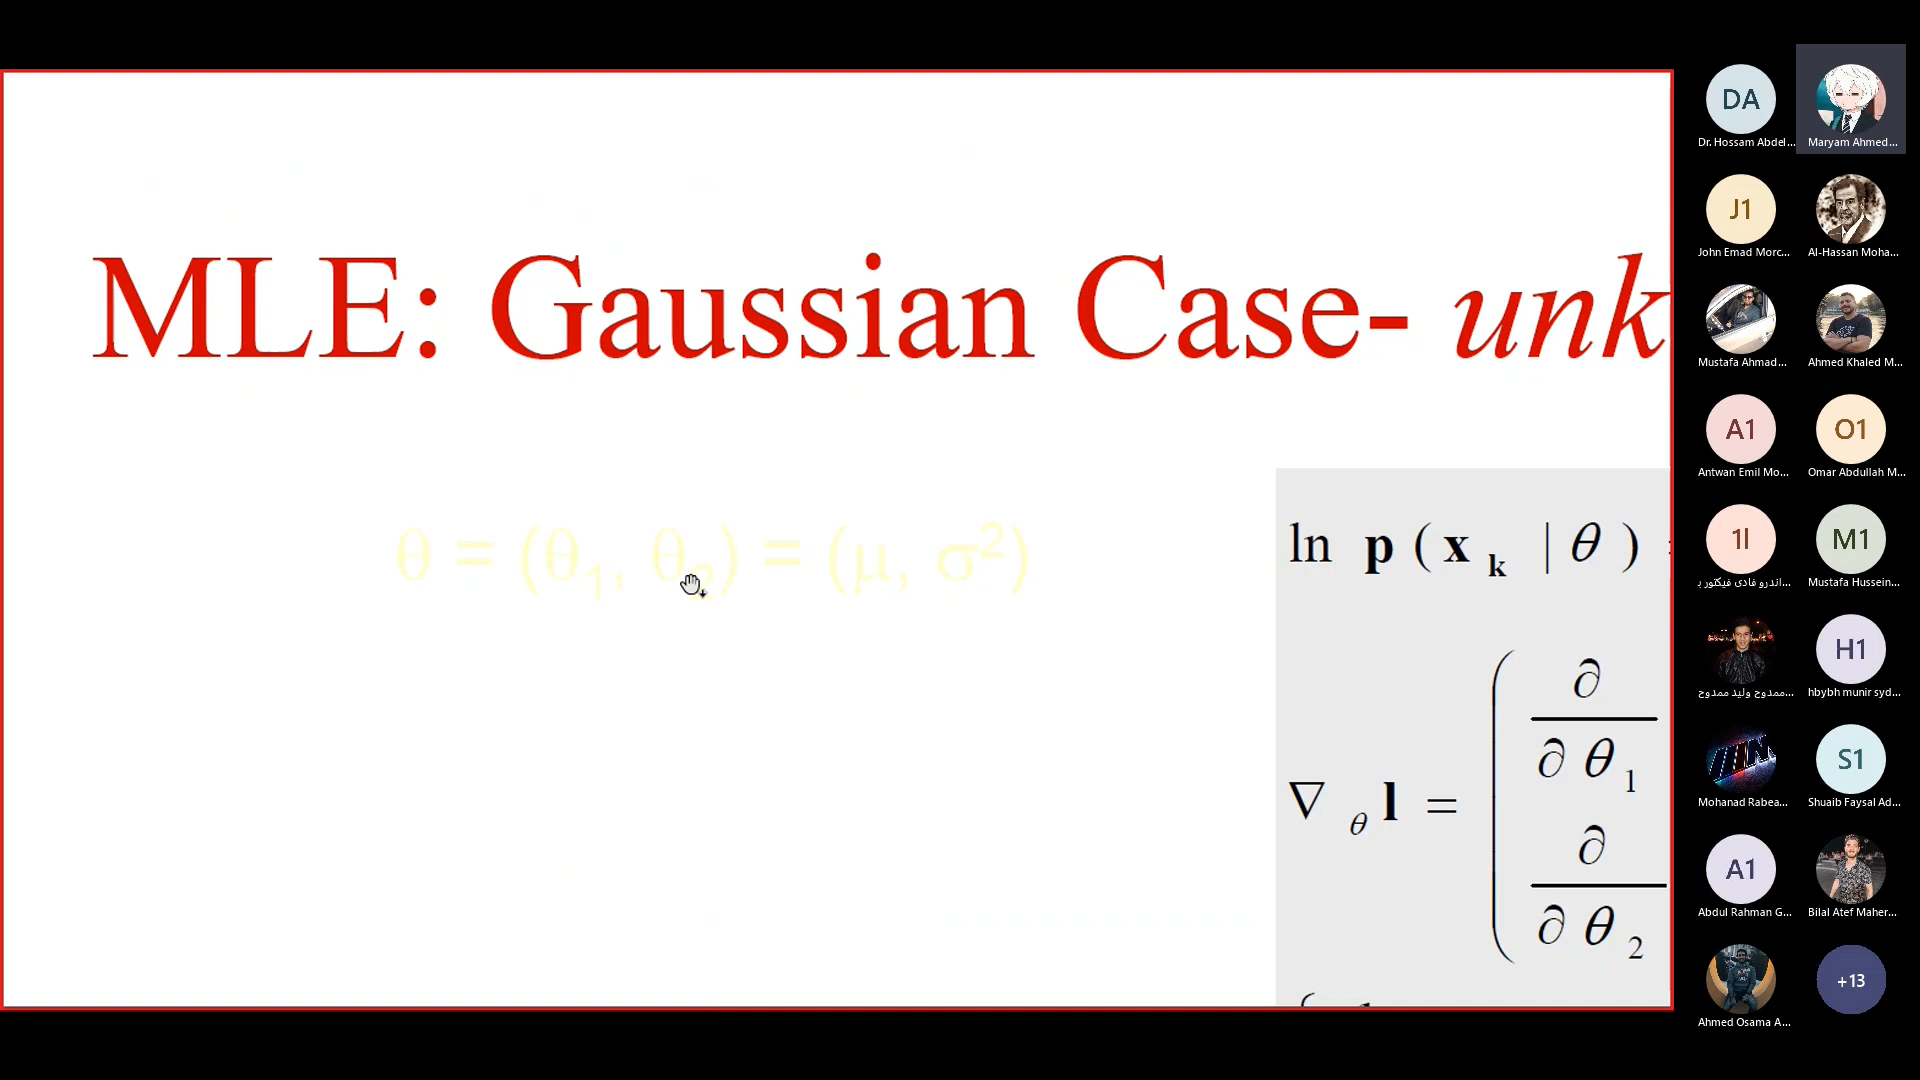 MLE: Gaussian Case- unk
θ = (θ1, θ2) = (μ, σ²)
ln p ( x k | θ )
∇ θ l =
∂
∂ θ 1
∂
∂ θ 2
DA
Dr. Hossam Abdel...
Maryam Ahmed...
J1
John Emad Morc...
Al-Hassan Moha...
Mustafa Ahmad...
Ahmed Khaled M...
A1
Antwan Emil Mo...
O1
Omar Abdullah M...
1l
اندرو فادى فيكتور ب...
M1
Mustafa Hussein...
ممدوح وليد ممدوح...
H1
hbybh munir syd...
Mohanad Rabea...
S1
Shuaib Faysal Ad...
A1
Abdul Rahman G...
Bilal Atef Maher...
Ahmed Osama A...
+13